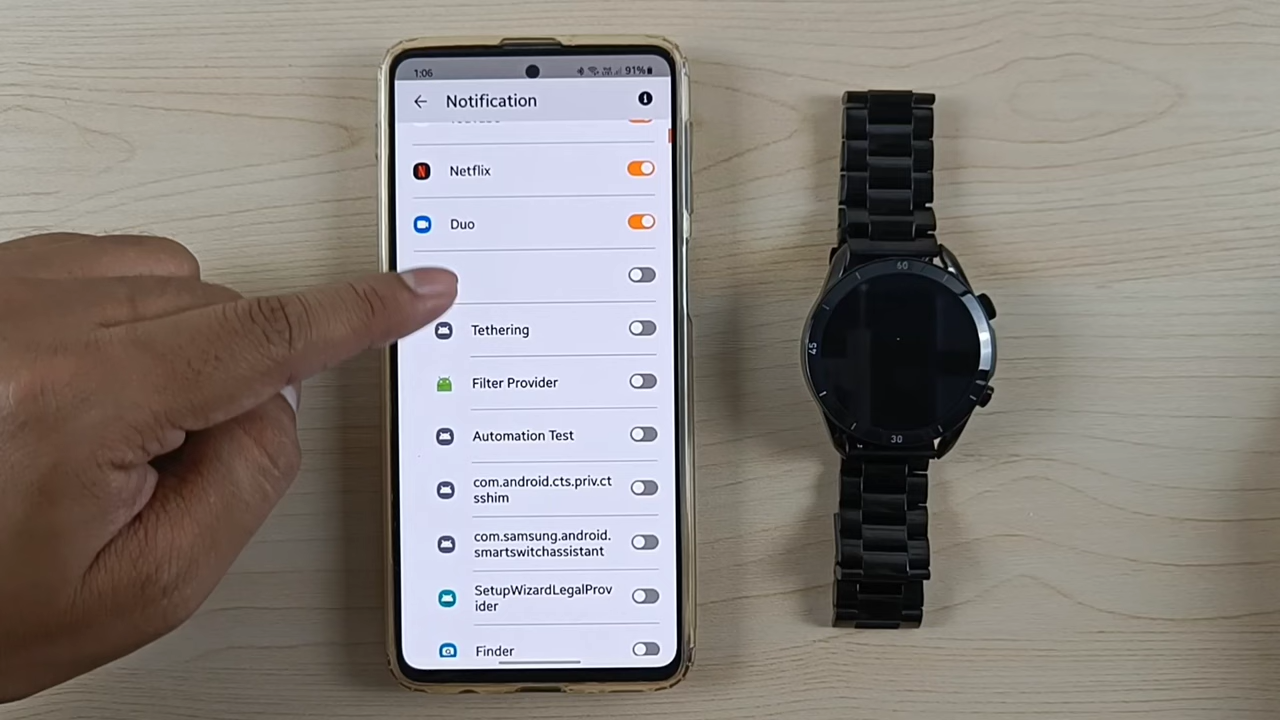 1:06
91%
Notification
Netflix
Duo
Tethering
Filter Provider
Automation Test
com.android.cts.priv.ct
sshim
com.samsung.android.
smartswitchassistant
SetupWizardLegalProv
ider
Finder
60
45
30